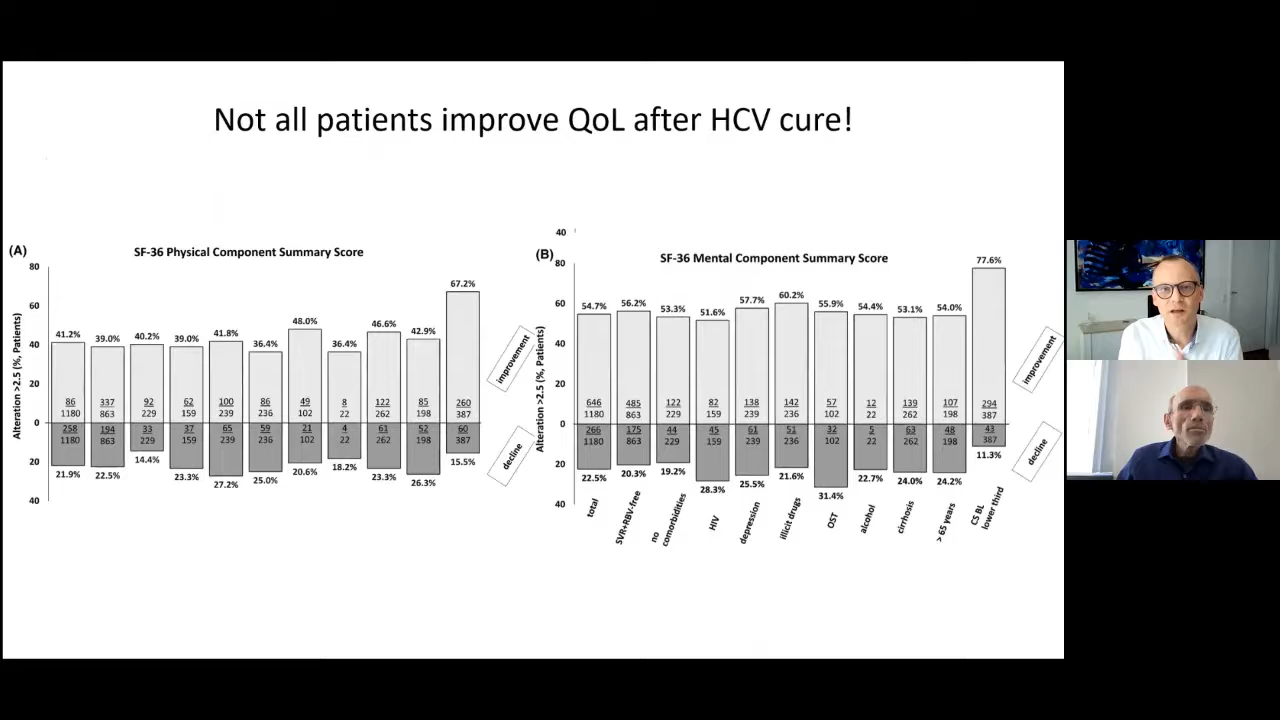 Not all patients improve QoL after HCV cure!
(A)
SF-36 Physical Component Summary Score
Alteration >2.5 (%, Patients)
80
60
40
20
0
20
40
41.2%
39.0%
40.2%
39.0%
41.8%
36.4%
48.0%
36.4%
46.6%
42.9%
67.2%
86 337 92 62 100 86 49 8 122 85 260
1180 863 229 159 239 236 102 22 262 198 387
258 194 33 37 65 59 21 4 61 52 60
1180 863 229 159 239 236 102 22 262 198 387
21.9%
22.5%
14.4%
23.3%
27.2%
25.0%
20.6%
18.2%
23.3%
26.3%
15.5%
improvement
decline
40
(B)
SF-36 Mental Component Summary Score
Alteration >2.5 (%, Patients)
80
60
40
20
0
20
40
54.7%
56.2%
53.3%
51.6%
57.7%
60.2%
55.9%
54.4%
53.1%
54.0%
77.6%
646 485 122 82 138 142 57 12 139 107 294
1180 863 229 159 239 236 102 22 262 198 387
266 175 44 45 61 51 32 5 63 48 43
1180 863 229 159 239 236 102 22 262 198 387
22.5%
20.3%
19.2%
28.3%
25.5%
21.6%
31.4%
22.7%
24.0%
24.2%
11.3%
total
SVR+RBV-free
no
comorbidities
HIV
depression
illicit drugs
OST
alcohol
cirrhosis
> 65 years
CS BL
lower third
improvement
decline